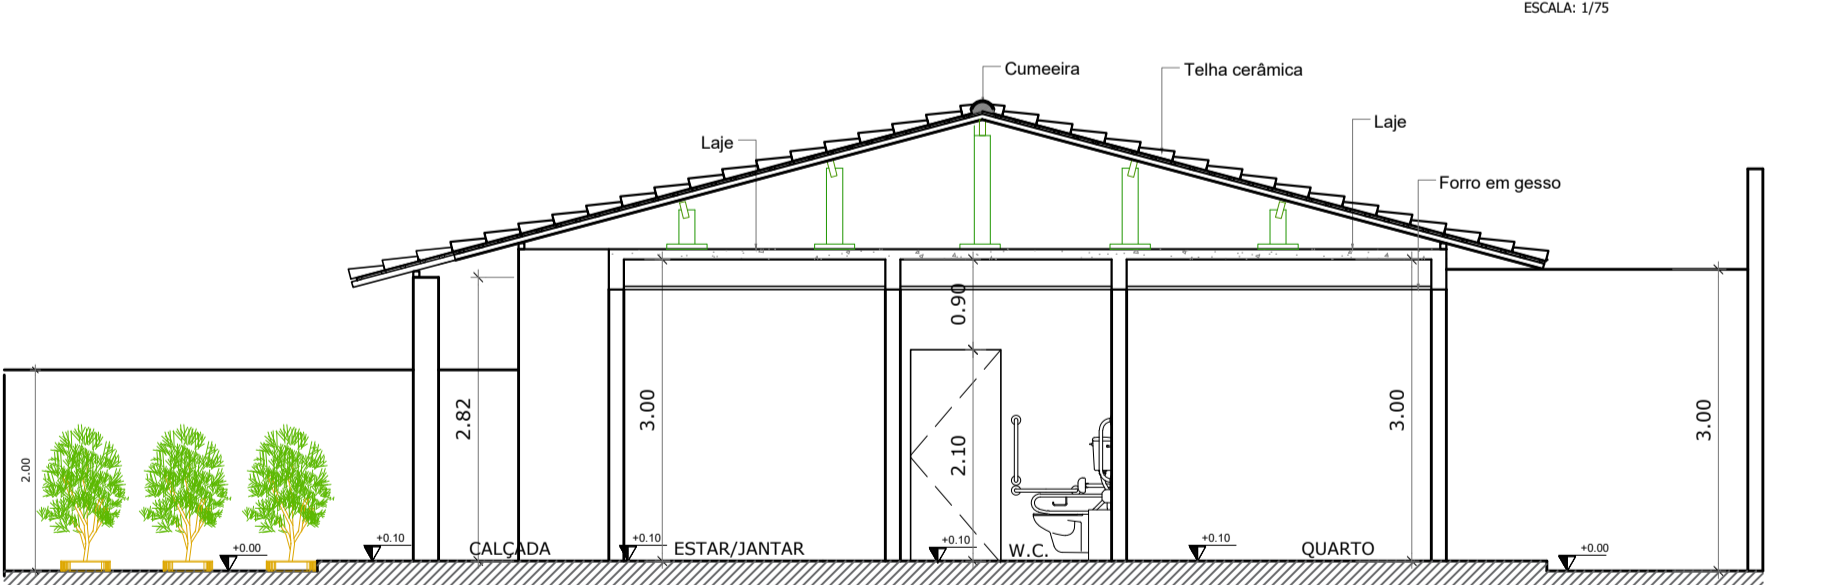 ESCALA: 1/75
Cumeeira
Telha cerâmica
Laje
Laje
Forro em gesso
0.90
2.82
3.00
3.00
3.00
2.10
2.00
+0.00
+0.10
CALÇADA
+0.10
ESTAR/JANTAR
+0.10
W.C.
+0.10
QUARTO
+0.00